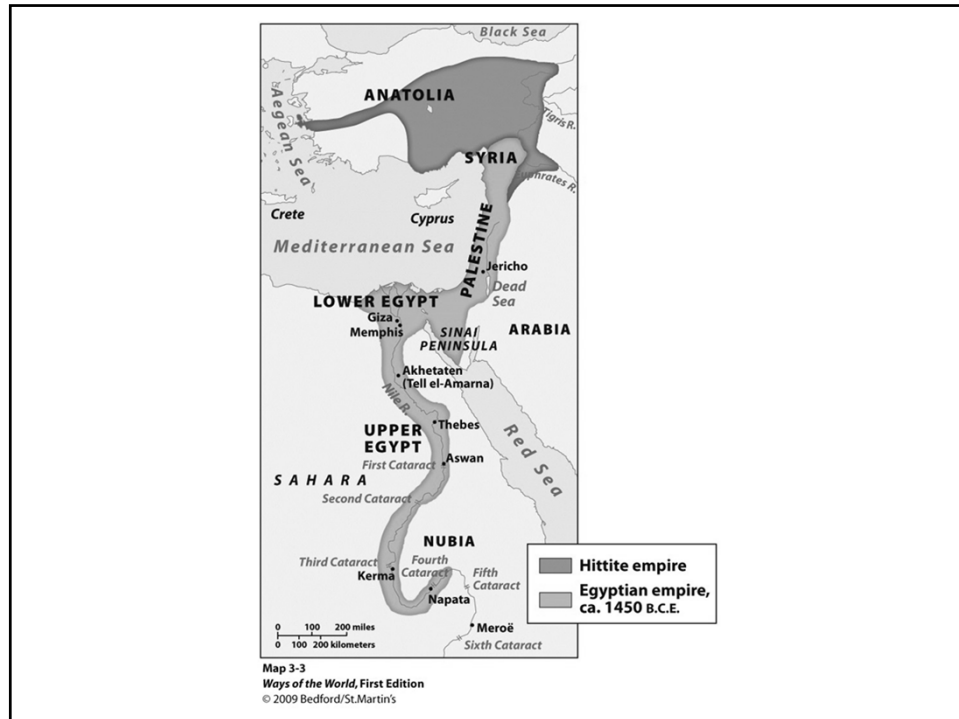 Black Sea
ANATOLIA
Aegean Sea
Tigris R.
SYRIA
Euphrates R.
Crete
Cyprus
PALESTINE
Mediterranean Sea
Jericho
Dead
Sea
LOWER EGYPT
Giza
Memphis
SINAI
PENINSULA
ARABIA
Akhetaten
(Tell el-Amarna)
Nile R.
Thebes
UPPER
EGYPT
Red Sea
First Cataract
Aswan
SAHARA
Second Cataract
NUBIA
Third Cataract
Fourth
Cataract
Kerma
Fifth
Cataract
Napata
Meroë
Sixth Cataract
Hittite empire
Egyptian empire,
ca. 1450 B.C.E.
0 100 200 miles
0 100 200 kilometers
Map 3-3
Ways of the World, First Edition
© 2009 Bedford/St.Martin's